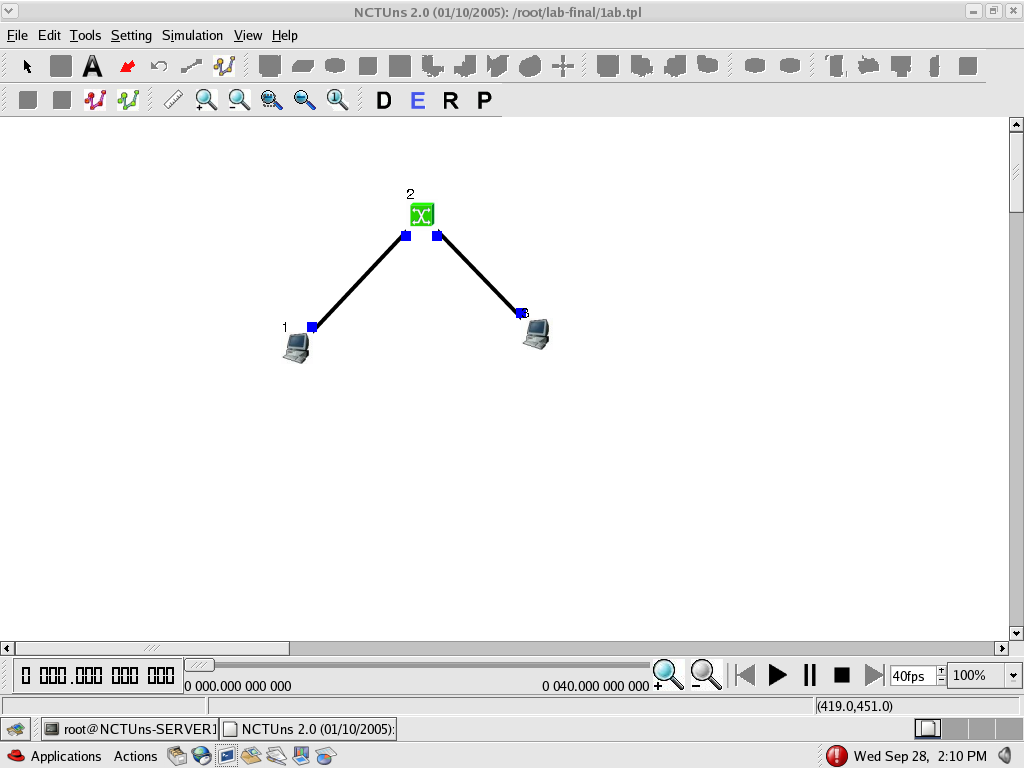 NCTUns 2.0 (01/10/2005): /root/lab-final/1ab.tpl
File Edit Tools Setting Simulation View Help
A
D E R P
2
1
3
0 000.000 000 000
0 000.000 000 000
0 040.000 000 000
40fps
100%
(419.0,451.0)
root@NCTUns-SERVER1
NCTUns 2.0 (01/10/2005):
Applications Actions
Wed Sep 28, 2:10 PM